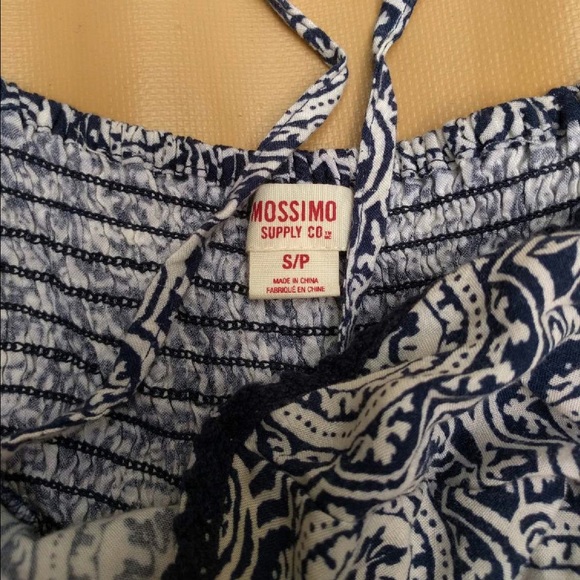 MOSSIMO
SUPPLY CO ™
S/P
MADE IN CHINA
FABRIQUÉ EN CHINE